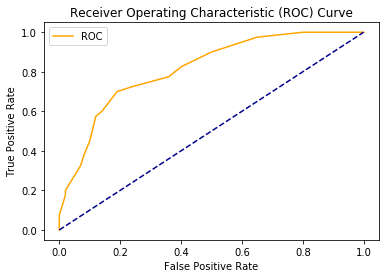 Receiver Operating Characteristic (ROC) Curve
ROC
1.0
0.8
0.6
0.4
0.2
0.0
True Positive Rate
0.0 0.2 0.4 0.6 0.8 1.0
False Positive Rate